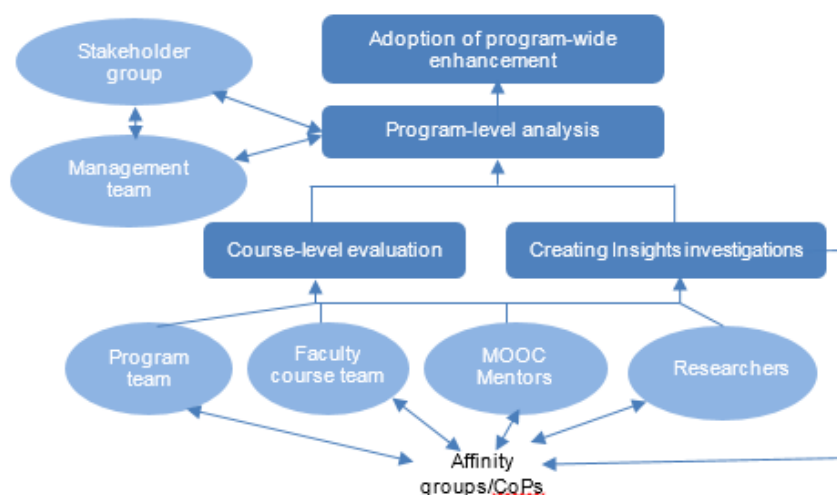 Stakeholder
group
Adoption of program-wide
enhancement
Program-level analysis
Management
team
Course-level evaluation
Creating Insights investigations
Program
team
Faculty
course team
MOOC
Mentors
Researchers
Affinity
groups/CoPs